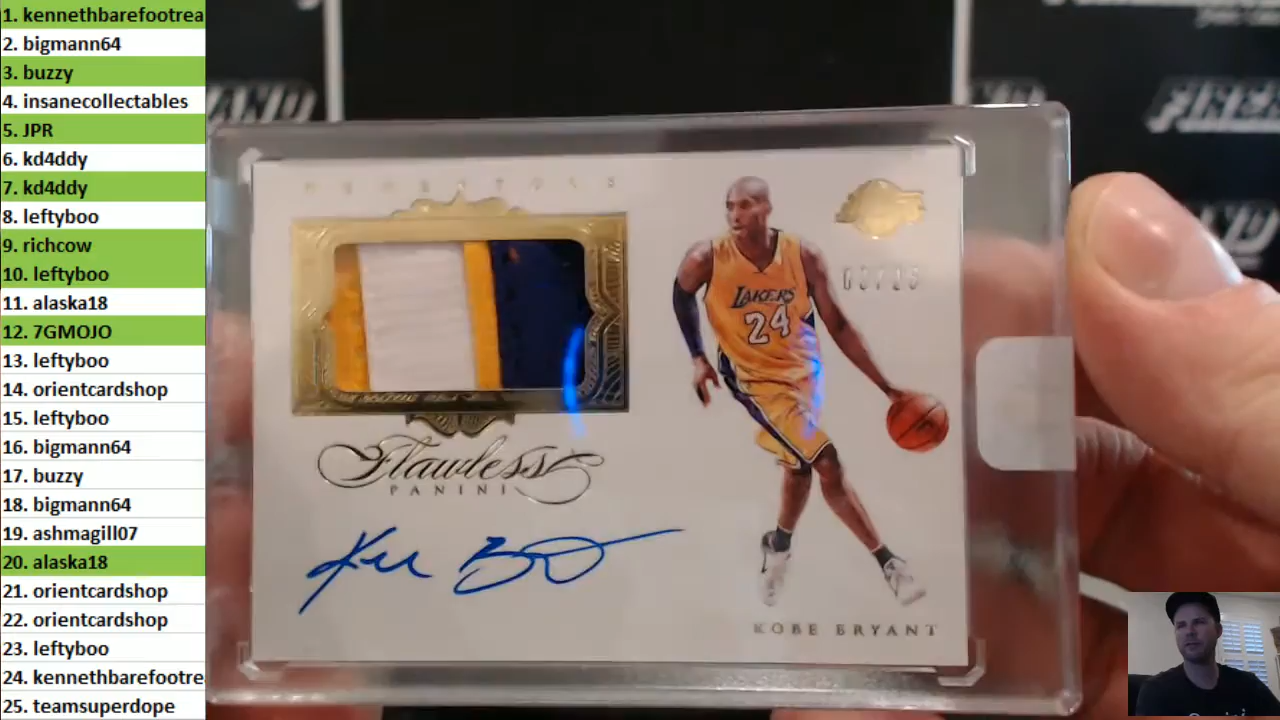 1. kennethbarefootrea
2. bigmann64
3. buzzy
4. insanecollectables
5. JPR
6. kd4ddy
7. kd4ddy
8. leftyboo
9. richcow
10. leftyboo
11. alaska18
12. 7GMOJO
13. leftyboo
14. orientcardshop
15. leftyboo
16. bigmann64
17. buzzy
18. bigmann64
19. ashmagill07
20. alaska18
21. orientcardshop
22. orientcardshop
23. leftyboo
24. kennethbarefootre
25. teamsuperdope
LAKERS
24
Flawless
PANINI
KOBE BRYANT